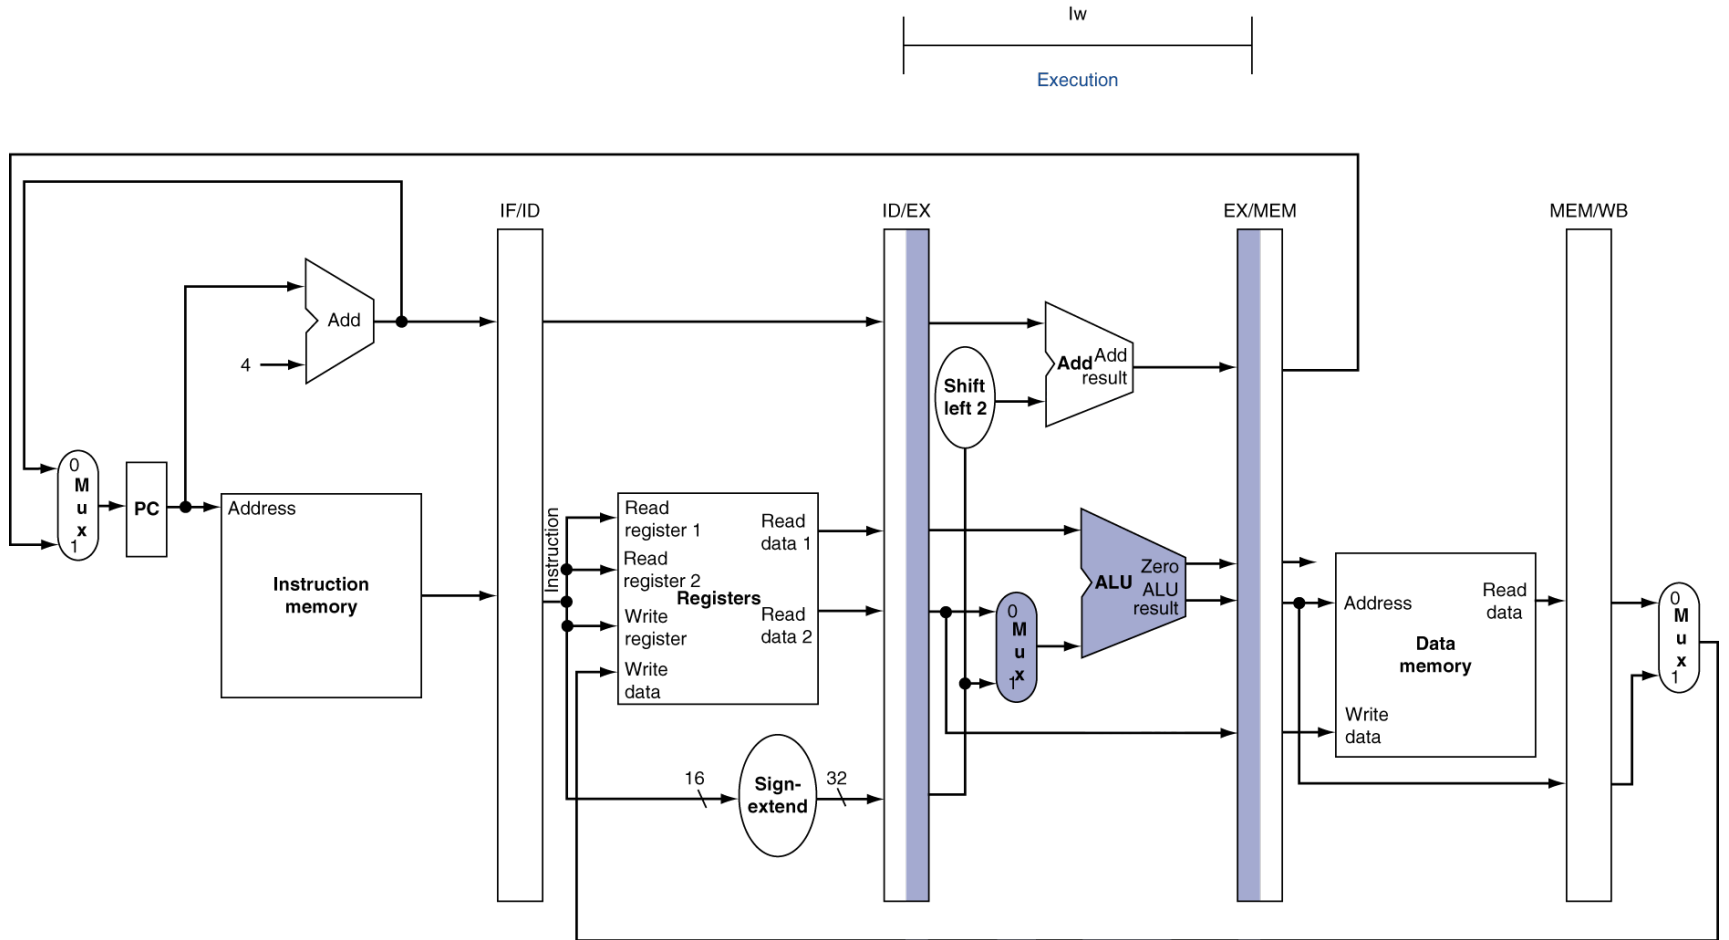 lw
Execution
IF/ID
ID/EX
EX/MEM
MEM/WB
Add
4
Add
Add
result
Shift
left 2
0
M
u
x
1
PC
Address
Instruction
memory
Instruction
Read
register 1
Read
register 2
Write
register
Write
data
Registers
Read
data 1
Read
data 2
0
M
u
x
1
ALU
Zero
ALU
result
Address
Read
data
Data
memory
Write
data
0
M
u
x
1
16
Sign-
extend
32